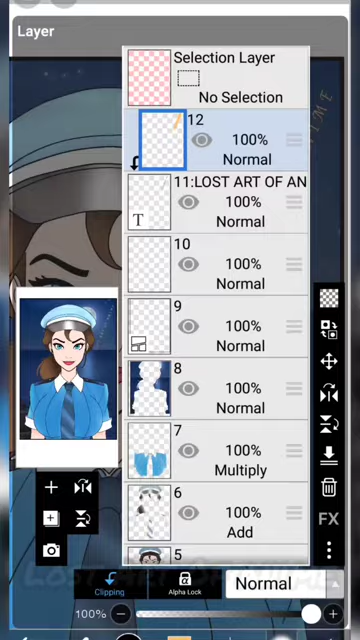 Layer
Selection Layer
No Selection
12
100%
Normal
11:LOST ART OF AN
T
100%
Normal
10
100%
Normal
9
100%
Normal
8
100%
Normal
7
100%
Multiply
6
100%
Add
5
FX
Clipping
α
Alpha Lock
Normal
100%